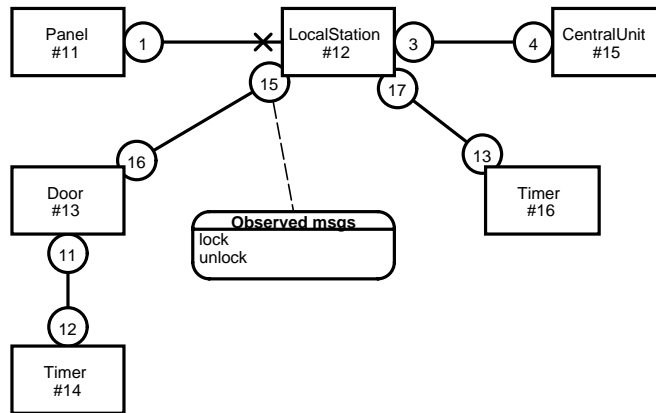 Panel
#11
1
LocalStation
#12
3
4
CentralUnit
#15
15
17
16
13
Door
#13
Timer
#16
Observed msgs
lock
unlock
11
12
Timer
#14